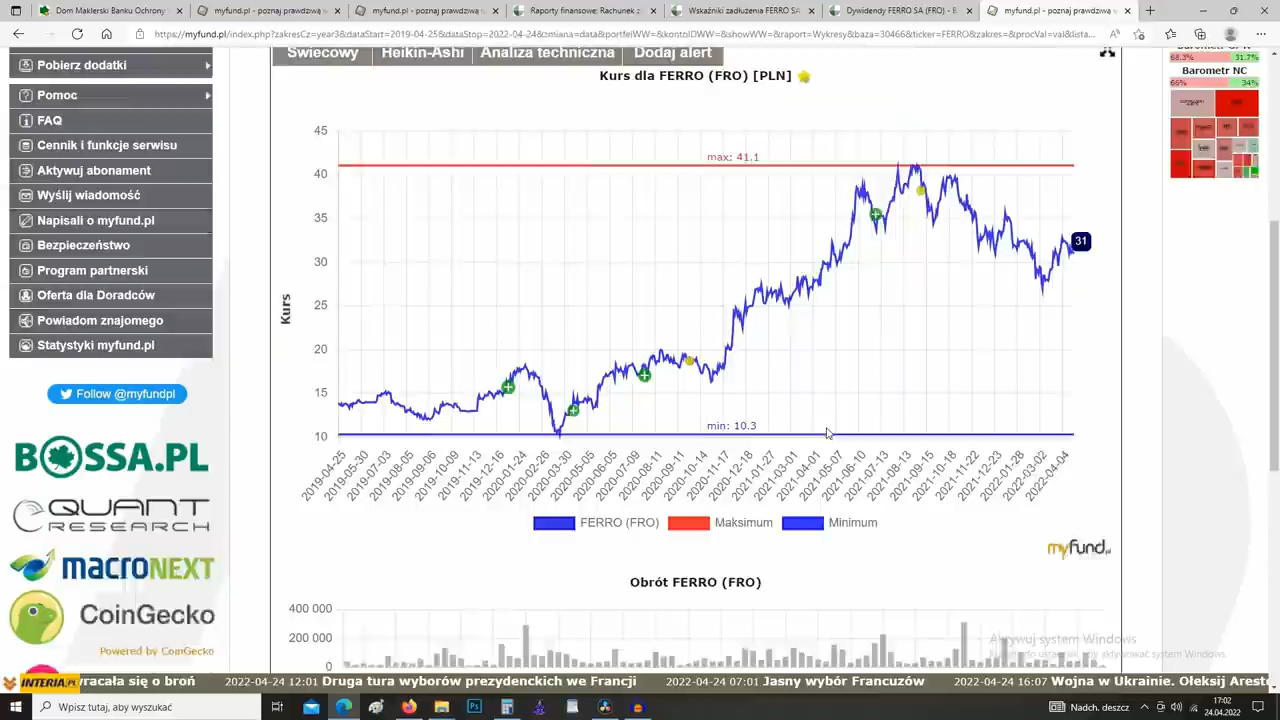 Dom Maklerski Banku Ochrony
myfund.pl - poznaj prawdziwą
myfund.pl - poznaj prawdziwą
Raporty finansowe: Rachunek z
Wskaźniki zadłużenia FERRO SA
Dywidendy FERRO SA (FRO) - B
myfund.pl - poznaj prawdziwą
https://myfund.pl/index.php?zakresCz=year3&dataStart=2019-04-25&dataStop=2022-04-24&zmiana=data&portfelWW=&kontoIDWW=&showWW=&raport=Wykresy&baza=30466&ticker=FERRO&zakres=&procVal=val&lista...
Pobierz dodatki
Pomoc
FAQ
Cennik i funkcje serwisu
Aktywuj abonament
Wyślij wiadomość
Napisali o myfund.pl
Bezpieczeństwo
Program partnerski
Oferta dla Doradców
Powiadom znajomego
Statystyki myfund.pl
Follow @myfundpl
BOSSA.PL
QUANT
RESEARCH
MACRONEXT
CoinGecko
Powered by CoinGecko
Świecowy
Heikin-Ashi
Analiza techniczna
Dodaj alert
Kurs dla FERRO (FRO) [PLN]
45
40
35
30
25
20
15
10
Kurs
max: 41.1
min: 10.3
31
2019-04-25
2019-05-30
2019-07-03
2019-08-05
2019-09-06
2019-10-09
2019-11-13
2019-12-16
2020-01-24
2020-02-26
2020-03-30
2020-05-04
2020-06-05
2020-07-09
2020-08-11
2020-09-11
2020-10-14
2020-11-17
2020-12-18
2021-01-27
2021-03-01
2021-04-01
2021-05-07
2021-06-10
2021-07-13
2021-08-13
2021-09-15
2021-10-18
2021-11-22
2021-12-23
2022-01-28
2022-03-02
2022-04-04
FERRO (FRO)
Maksimum
Minimum
myfund.pl
Obrót FERRO (FRO)
400 000
200 000
0
68.3%
31.7%
Barometr NC
66%
34%
Aktywuj system Windows
INTERIA.PL
wracała się o broń
2022-04-24 12:01 Druga tura wyborów prezydenckich we Francji
2022-04-24 07:01 Jasny wybór Francuzów
2022-04-24 16:07 Wojna w Ukrainie. Ołeksij Aresto
Wpisz tutaj, aby wyszukać
Nadch. deszcz
17:02
24.04.2022